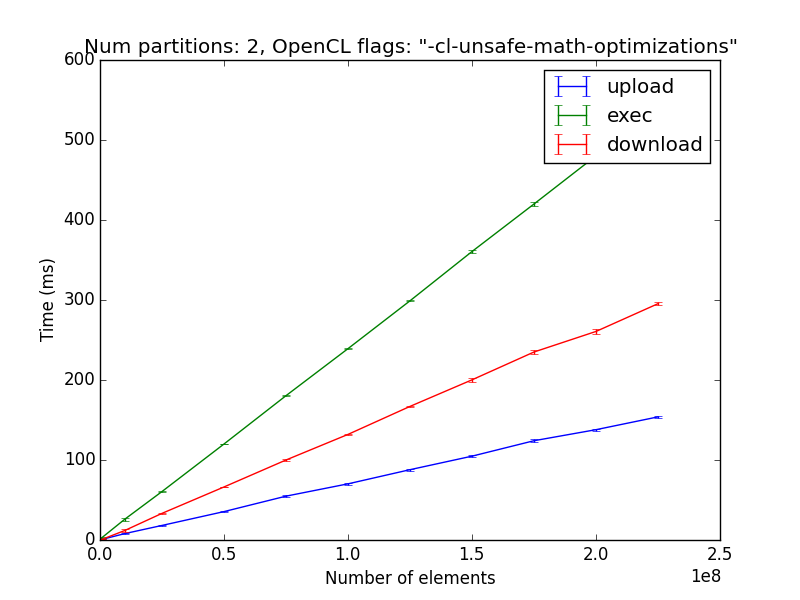 Num partitions: 2, OpenCL flags: "-cl-unsafe-math-optimizations"
600
500
400
300
200
100
0
Time (ms)
upload
exec
download
0.0 0.5 1.0 1.5 2.0 2.5
1e8
Number of elements